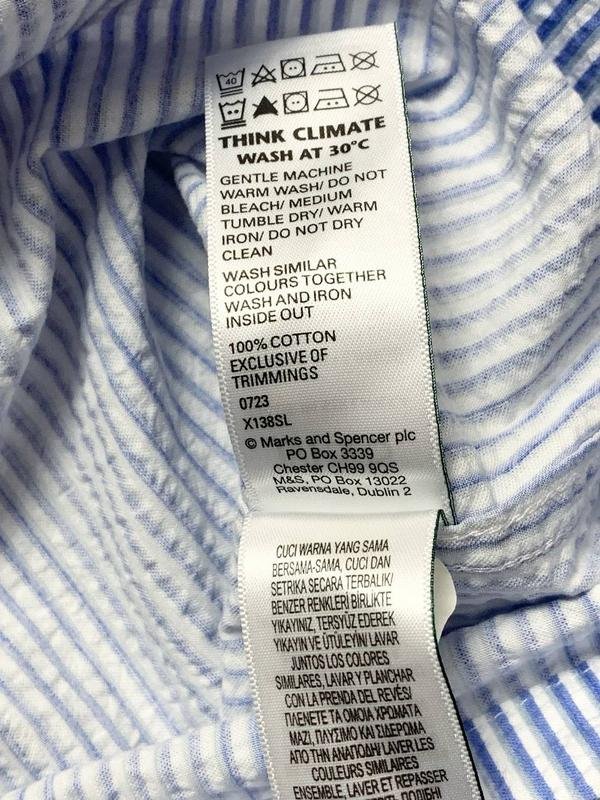 40
THINK CLIMATE
WASH AT 30°C
GENTLE MACHINE
WARM WASH/ DO NOT
BLEACH/ MEDIUM
TUMBLE DRY/ WARM
IRON/ DO NOT DRY
CLEAN
WASH SIMILAR
COLOURS TOGETHER
WASH AND IRON
INSIDE OUT
100% COTTON
EXCLUSIVE OF
TRIMMINGS
0723
X138SL
© Marks and Spencer plc
PO Box 3339
Chester CH99 9QS
M&S, PO Box 13022
Ravensdale, Dublin 2
CUCI WARNA YANG SAMA
BERSAMA-SAMA, CUCI DAN
SETRIKA SECARA TERBALIK/
BENZER RENKLERİ BİRLİKTE
YIKAYINIZ, TERSYÜZ EDEREK
YIKAYIN VE ÜTÜLEYİN/ LAVAR
JUNTOS LOS COLORES
SIMILARES, LAVAR Y PLANCHAR
CON LA PRENDA DEL REVÉS/
ΠΛΕΝΕΤΕ ΤΑ ΟΜΟΙΑ ΧΡΩΜΑΤΑ
ΜΑΖΙ, ΠΛΥΣΙΜΟ ΚΑΙ ΣΙΔΕΡΩΜΑ
ΑΠΟ ΤΗΝ ΑΝΑΠΟΔΗ/ LAVER LES
COULEURS SIMILAIRES
ENSEMBLE, LAVER ET REPASSER